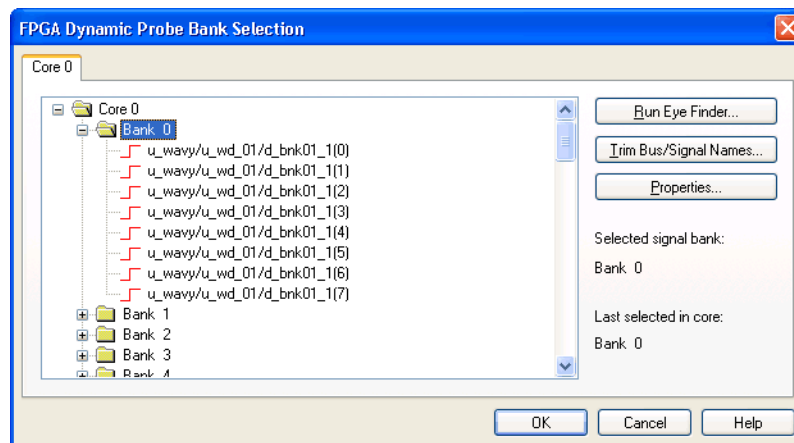 FPGA Dynamic Probe Bank Selection
Core 0
Core 0
Bank 0
u_wavy/u_wd_01/d_bnk01_1(0)
u_wavy/u_wd_01/d_bnk01_1(1)
u_wavy/u_wd_01/d_bnk01_1(2)
u_wavy/u_wd_01/d_bnk01_1(3)
u_wavy/u_wd_01/d_bnk01_1(4)
u_wavy/u_wd_01/d_bnk01_1(5)
u_wavy/u_wd_01/d_bnk01_1(6)
u_wavy/u_wd_01/d_bnk01_1(7)
Bank 1
Bank 2
Bank 3
Bank 4
Run Eye Finder...
Trim Bus/Signal Names...
Properties...
Selected signal bank:
Bank 0
Last selected in core:
Bank 0
OK
Cancel
Help